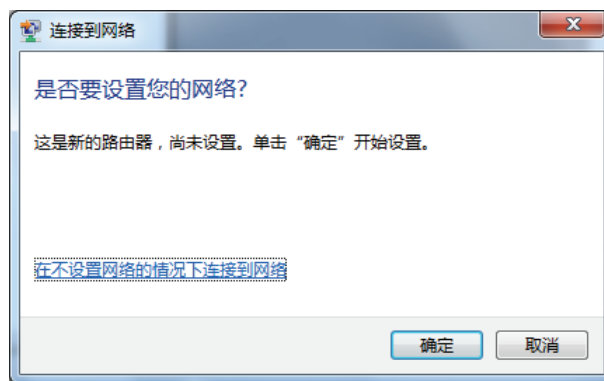 连接到网络
是否要设置您的网络?
这是新的路由器，尚未设置。单击“确定”开始设置。
在不设置网络的情况下连接到网络
确定
取消